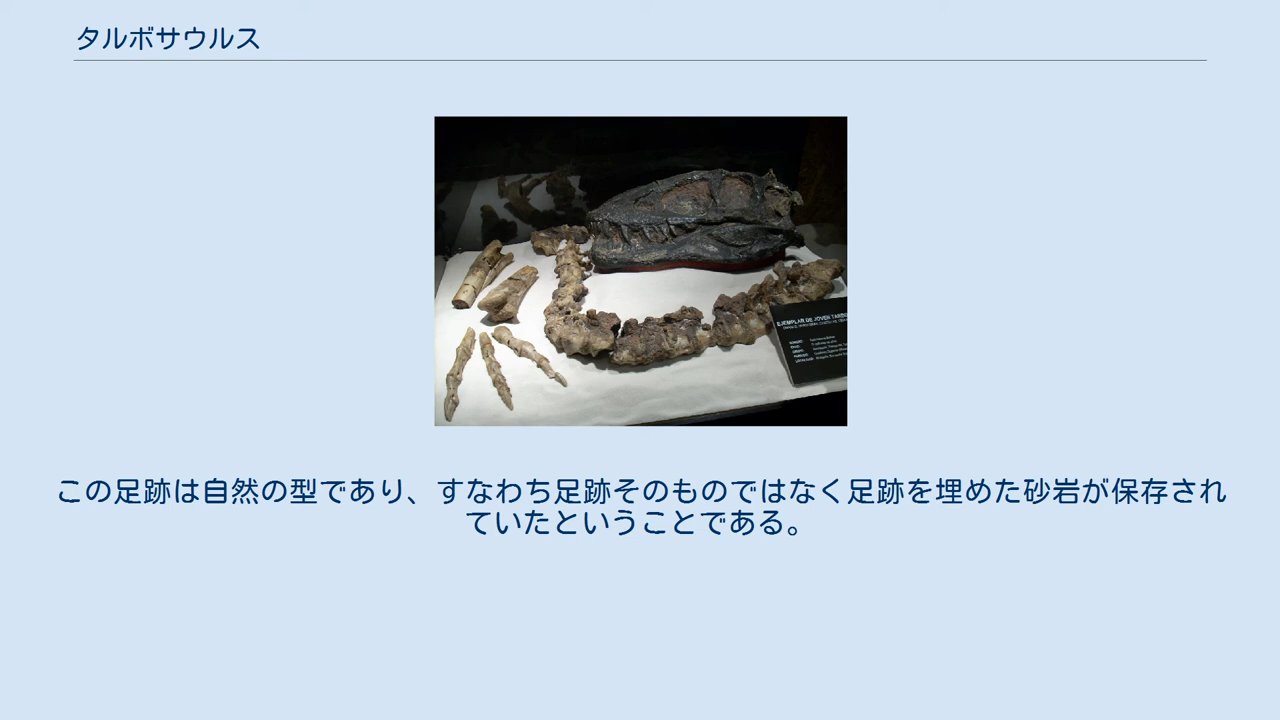 タルボサウルス
EJEMPLAR DE JOVEN
この足跡は自然の型であり、すなわち足跡そのものではなく足跡を埋めた砂岩が保存され
ていたということである。